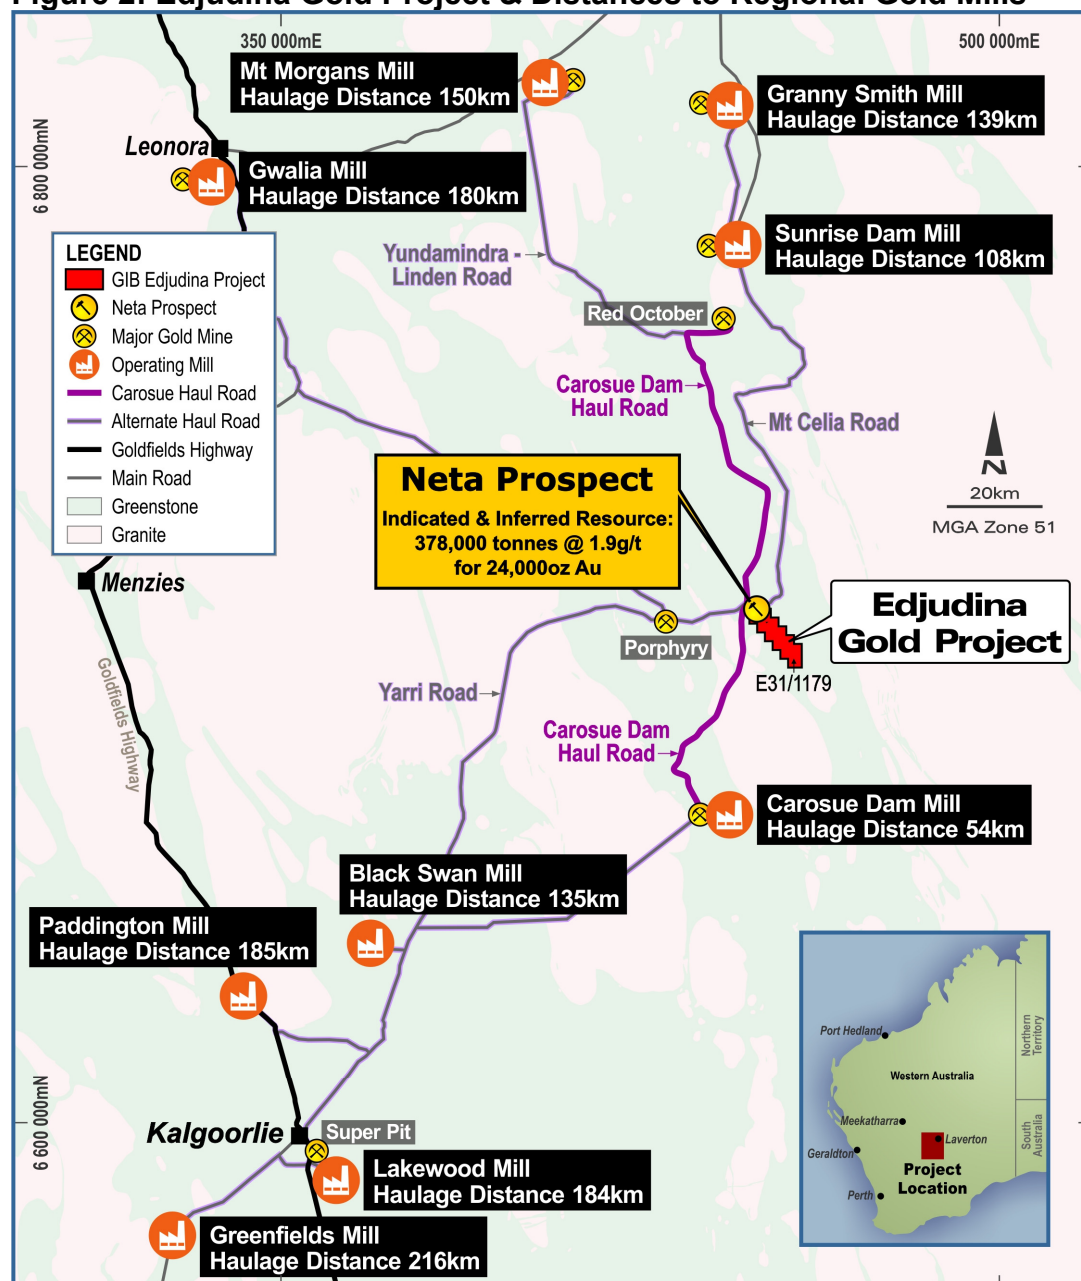 Figure 2: Edjudina Gold Project & Distances to Regional Gold Mills
350 000mE
500 000mE
Mt Morgans Mill
Haulage Distance 150km
Granny Smith Mill
Haulage Distance 139km
6 800 000mN
Leonora
Gwalia Mill
Haulage Distance 180km
Sunrise Dam Mill
Haulage Distance 108km
Yundamindra -
Linden Road
LEGEND
GIB Edjudina Project
Neta Prospect
Major Gold Mine
Operating Mill
Carosue Haul Road
Alternate Haul Road
Goldfields Highway
Main Road
Greenstone
Granite
Red October
Carosue Dam
Haul Road
Mt Celia Road
N
20km
MGA Zone 51
Neta Prospect
Indicated & Inferred Resource:
378,000 tonnes @ 1.9g/t
for 24,000oz Au
Menzies
Edjudina
Gold Project
Porphyry
E31/1179
Goldfields Highway
Yarri Road
Carosue Dam
Haul Road
Carosue Dam Mill
Haulage Distance 54km
Black Swan Mill
Haulage Distance 135km
Paddington Mill
Haulage Distance 185km
Port Hedland
Northern
Territory
Western Australia
Meekatharra
Laverton
South
Australia
Geraldton
Project
Location
Perth
6 600 000mN
Kalgoorlie
Super Pit
Lakewood Mill
Haulage Distance 184km
Greenfields Mill
Haulage Distance 216km